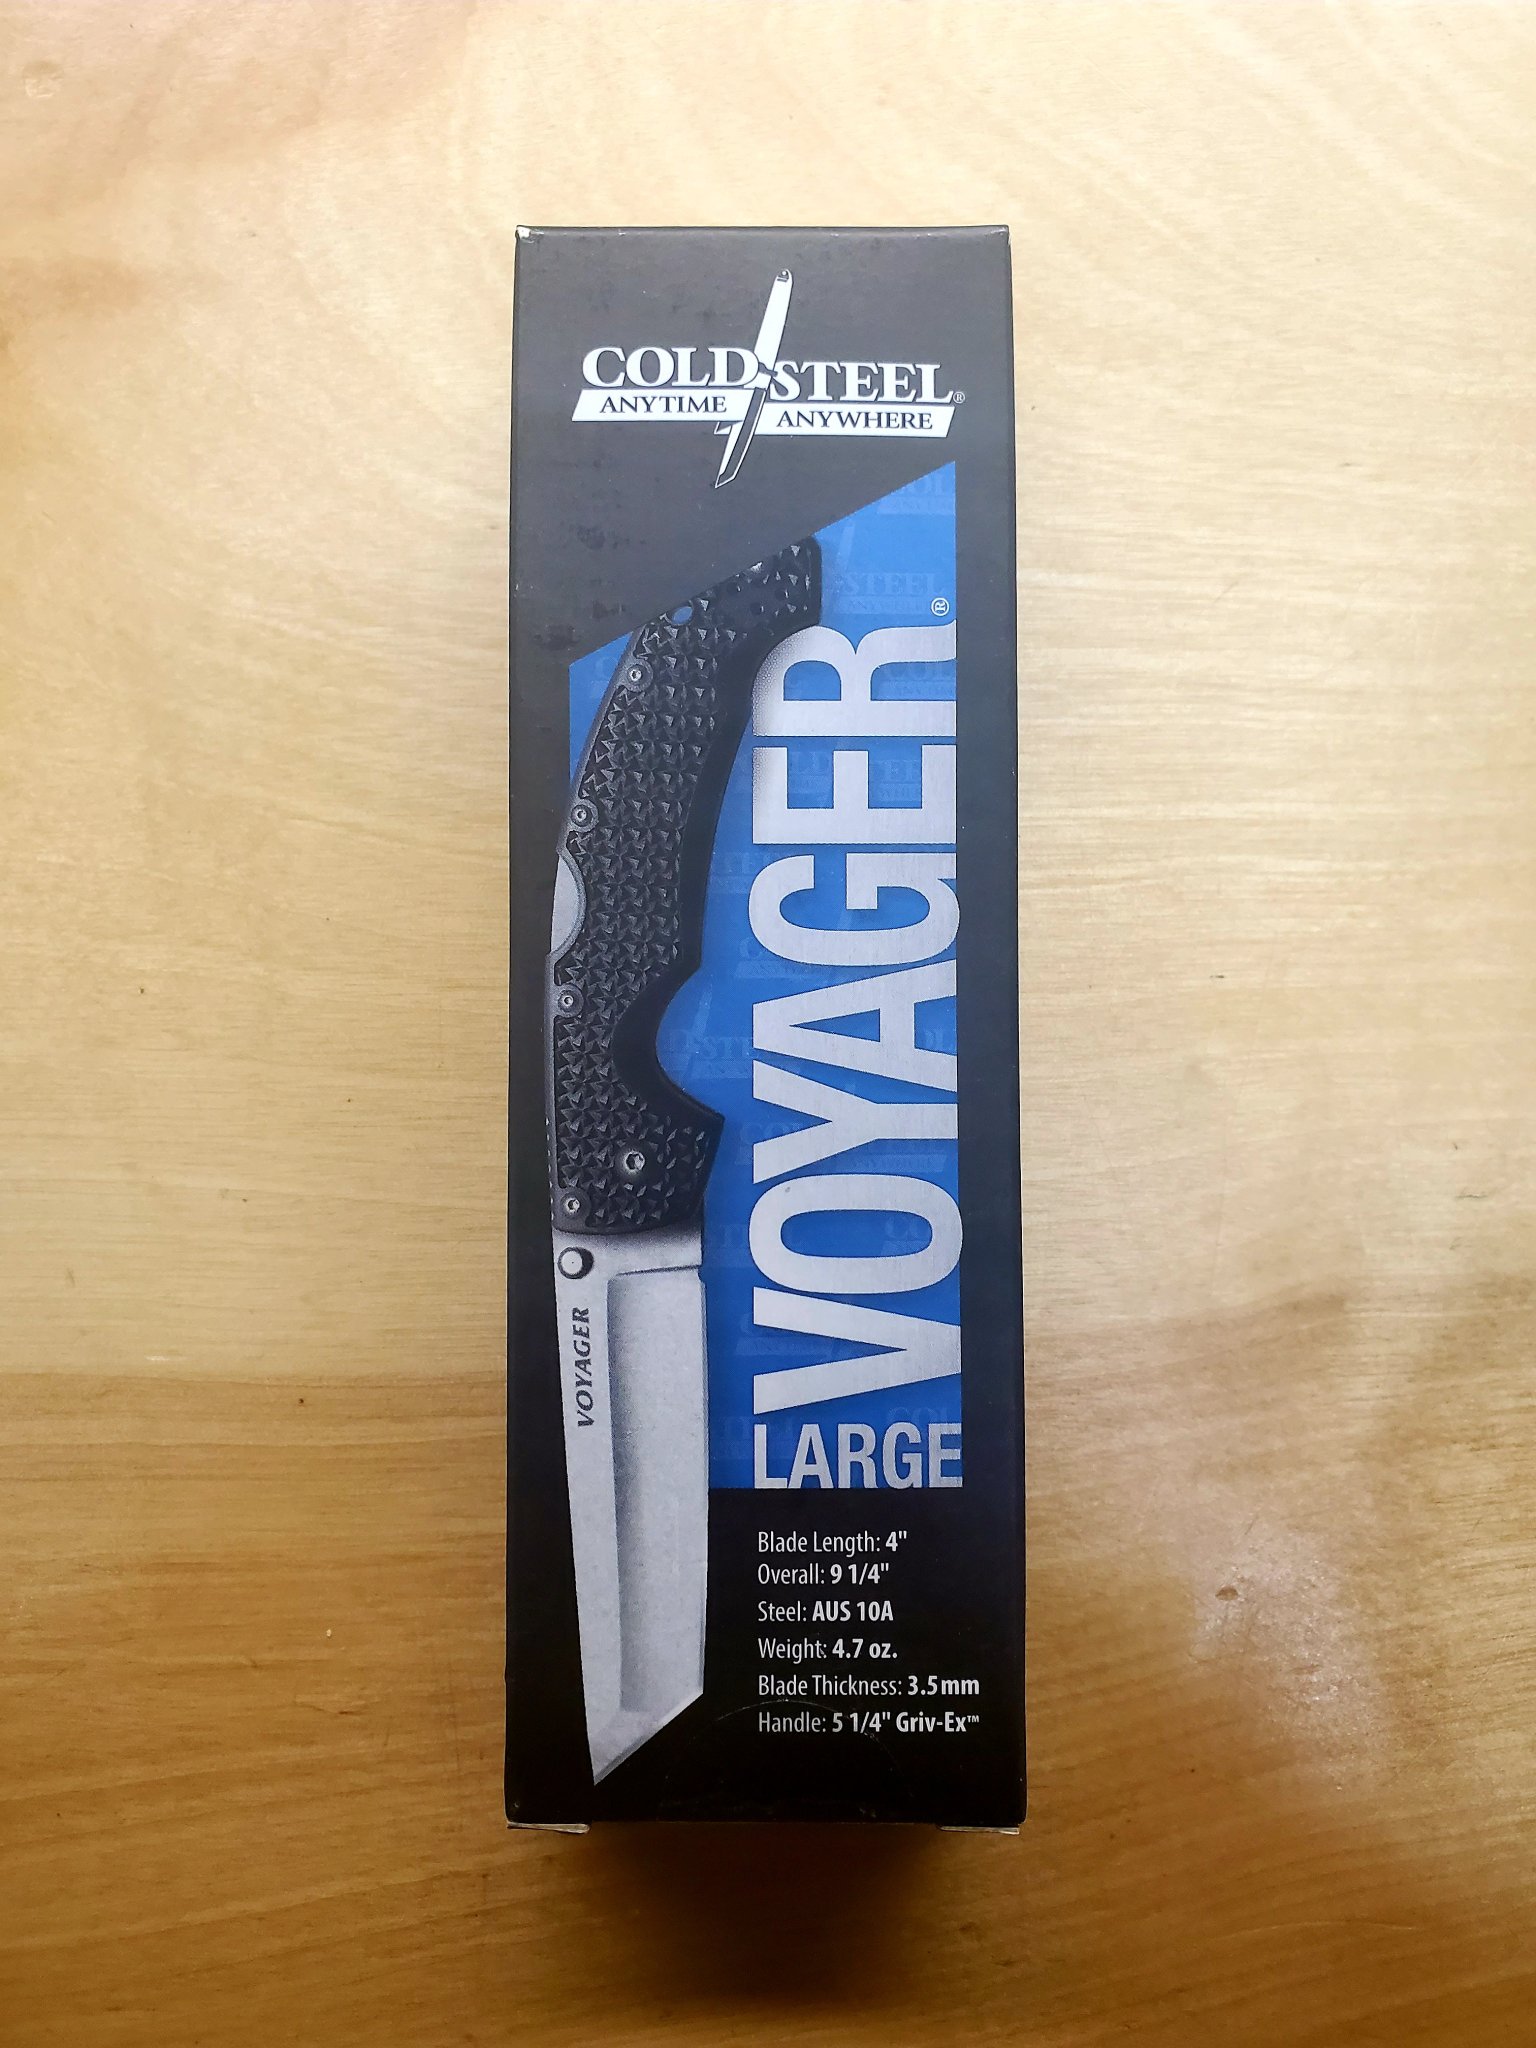 COLD STEEL®
ANYTIME ANYWHERE
VOYAGER®
LARGE
VOYAGER
Blade Length: 4"
Overall: 9 1/4"
Steel: AUS 10A
Weight: 4.7 oz.
Blade Thickness: 3.5mm
Handle: 5 1/4" Griv-Ex™